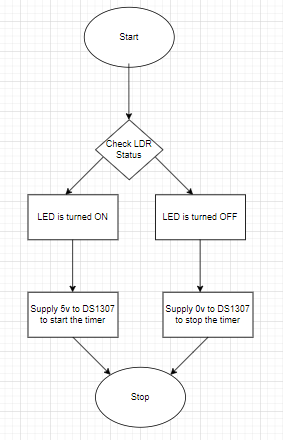 Start
Check LDR
Status
LED is turned ON
LED is turned OFF
Supply 5v to DS1307
to start the timer
Supply 0v to DS1307
to stop the timer
Stop